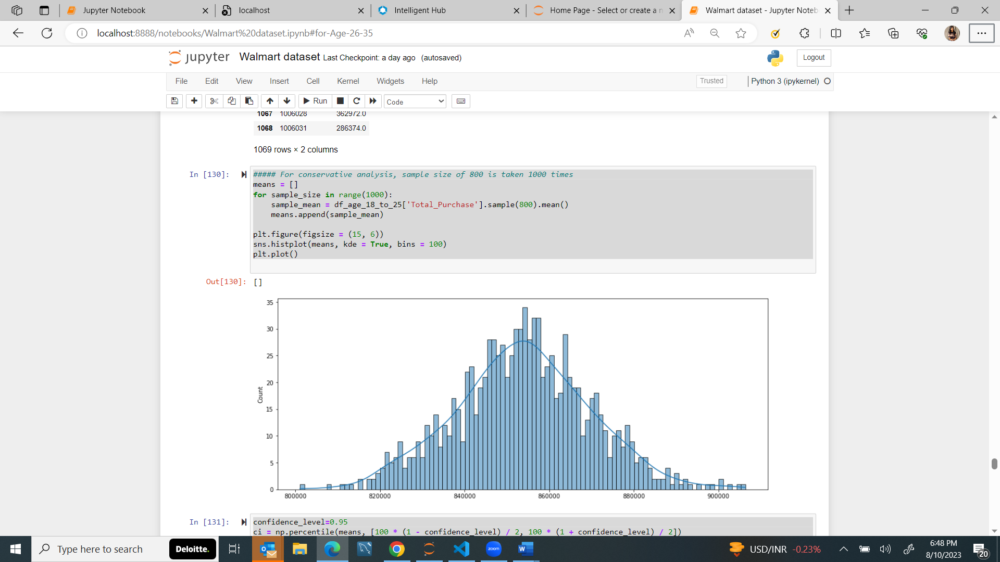 Jupyter Notebook
localhost
Intelligent Hub
Home Page - Select or create a n
Walmart dataset - Jupyter Noteb
localhost:8888/notebooks/Walmart%20dataset.ipynb#for-Age-26-35
jupyter Walmart dataset Last Checkpoint: a day ago (autosaved)
Logout
File Edit View Insert Cell Kernel Widgets Help
Trusted
Python 3 (ipykernel)
Run
Code
1067 1006028 362972.0
1068 1006031 286374.0
1069 rows × 2 columns
In [130]:
##### For conservative analysis, sample size of 800 is taken 1000 times
means = []
for sample_size in range(1000):
    sample_mean = df_age_18_to_25['Total_Purchase'].sample(800).mean()
    means.append(sample_mean)
plt.figure(figsize = (15, 6))
sns.histplot(means, kde = True, bins = 100)
plt.plot()
Out[130]: []
35
30
25
20
15
10
5
0
Count
800000 820000 840000 860000 880000 900000
In [131]:
confidence_level=0.95
ci = np.percentile(means, [100 * (1 - confidence_level) / 2, 100 * (1 + confidence_level) / 2])
Type here to search
Deloitte.
zoom
USD/INR -0.23%
6:48 PM
8/10/2023
20